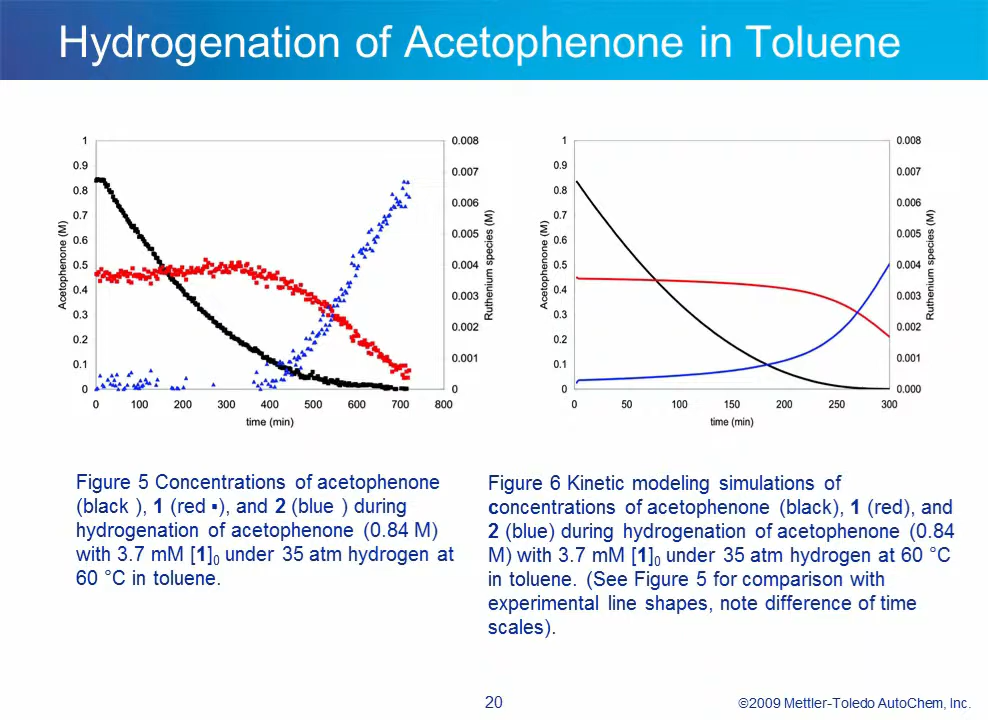 Hydrogenation of Acetophenone in Toluene
1
0.9
0.8
0.7
0.6
0.5
0.4
0.3
0.2
0.1
0
Acetophenone (M)
0.008
0.007
0.006
0.005
0.004
0.003
0.002
0.001
0
Ruthenium species (M)
0 100 200 300 400 500 600 700 800
time (min)
1
0.9
0.8
0.7
0.6
0.5
0.4
0.3
0.2
0.1
0
Acetophenone (M)
0.008
0.007
0.006
0.005
0.004
0.003
0.002
0.001
0.000
Ruthenium species (M)
0 50 100 150 200 250 300
time (min)
Figure 5 Concentrations of acetophenone
(black ), 1 (red ▪), and 2 (blue ) during
hydrogenation of acetophenone (0.84 M)
with 3.7 mM [1]₀ under 35 atm hydrogen at
60 °C in toluene.
Figure 6 Kinetic modeling simulations of
concentrations of acetophenone (black), 1 (red), and
2 (blue) during hydrogenation of acetophenone (0.84
M) with 3.7 mM [1]₀ under 35 atm hydrogen at 60 °C
in toluene. (See Figure 5 for comparison with
experimental line shapes, note difference of time
scales).
20
©2009 Mettler-Toledo AutoChem, Inc.